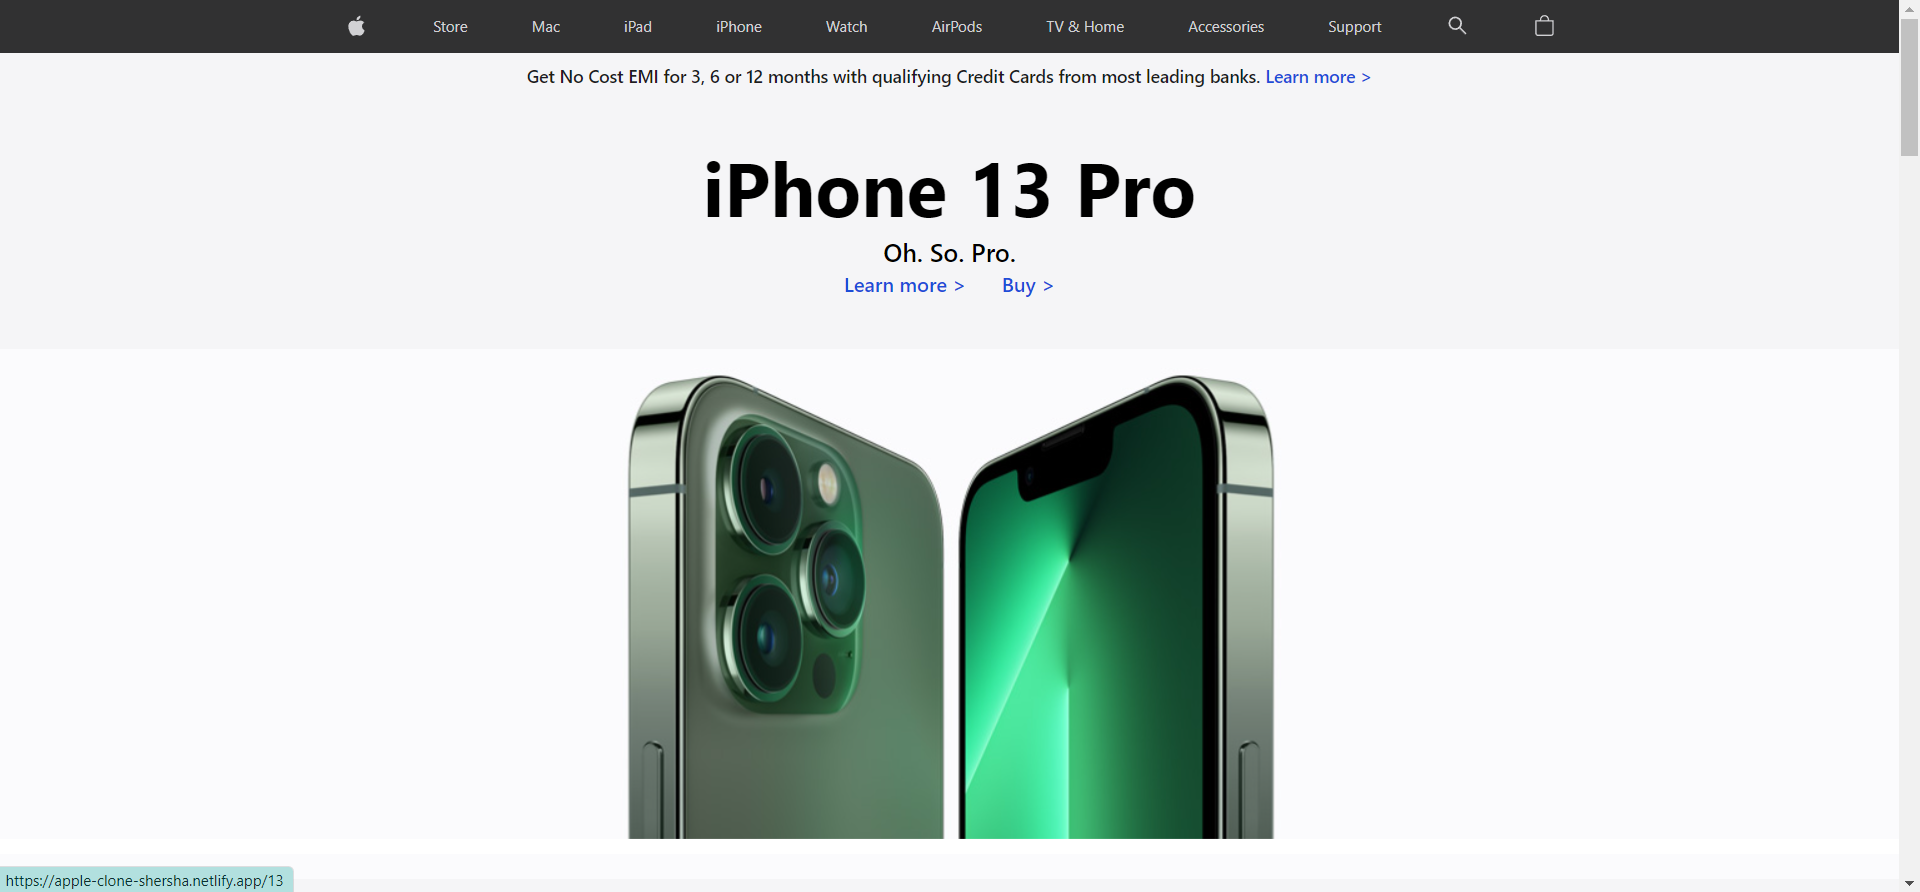 Store Mac iPad iPhone Watch AirPods TV & Home Accessories Support
Get No Cost EMI for 3, 6 or 12 months with qualifying Credit Cards from most leading banks. Learn more >
iPhone 13 Pro
Oh. So. Pro.
Learn more > Buy >
https://apple-clone-shersha.netlify.app/13